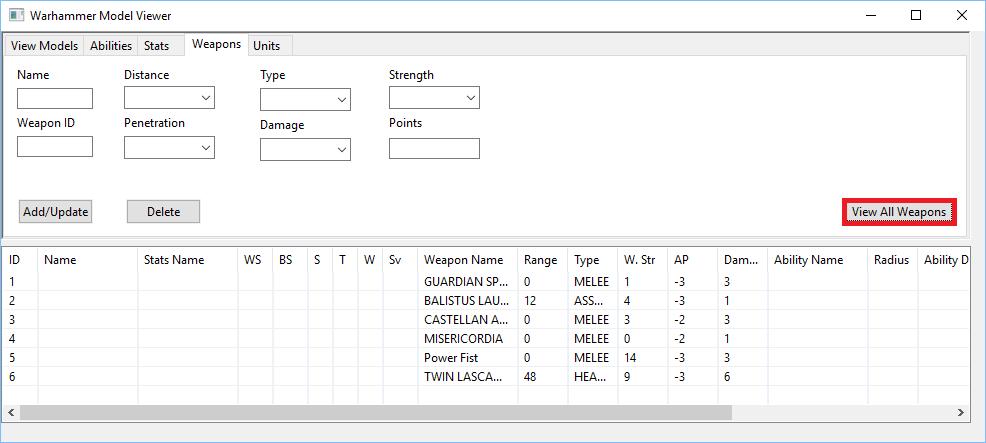 Warhammer Model Viewer
View Models Abilities Stats Weapons Units
Name Distance Type Strength
Weapon ID Penetration Damage Points
Add/Update Delete View All Weapons
ID Name Stats Name WS BS S T W Sv Weapon Name Range Type W. Str AP Dam... Ability Name Radius Ability D
1 GUARDIAN SP... 0 MELEE 1 -3 3
2 BALISTUS LAU... 12 ASS... 4 -3 1
3 CASTELLAN A... 0 MELEE 3 -2 3
4 MISERICORDIA 0 MELEE 0 -2 1
5 Power Fist 0 MELEE 14 -3 3
6 TWIN LASCA... 48 HEA... 9 -3 6